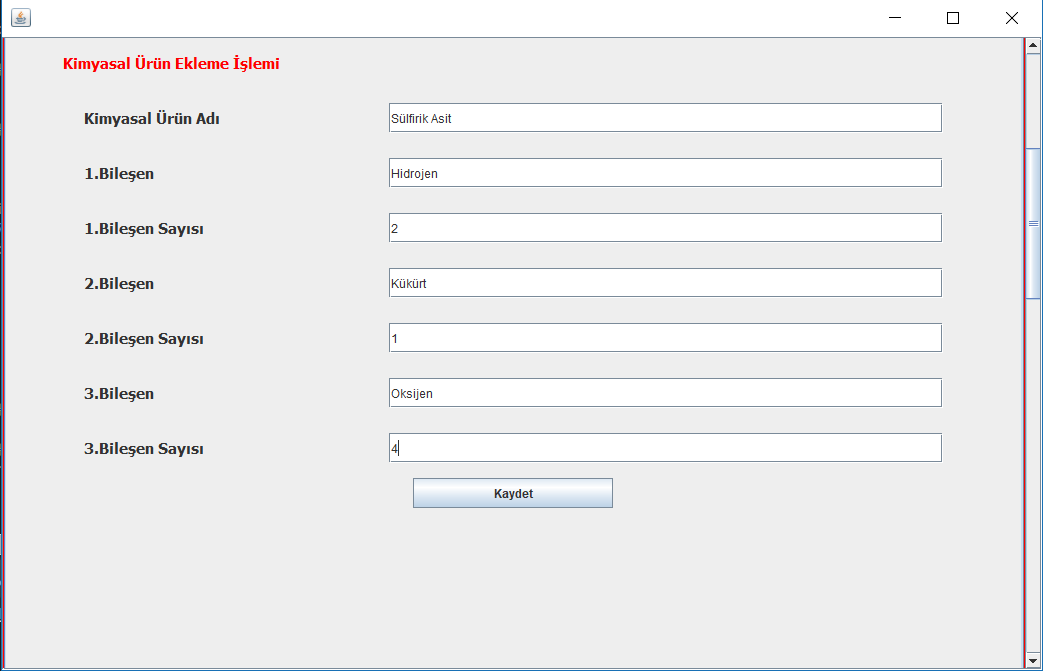 Kimyasal Ürün Ekleme İşlemi
Kimyasal Ürün Adı Sülfirik Asit
1.Bileşen Hidrojen
1.Bileşen Sayısı 2
2.Bileşen Kükürt
2.Bileşen Sayısı 1
3.Bileşen Oksijen
3.Bileşen Sayısı 4
Kaydet